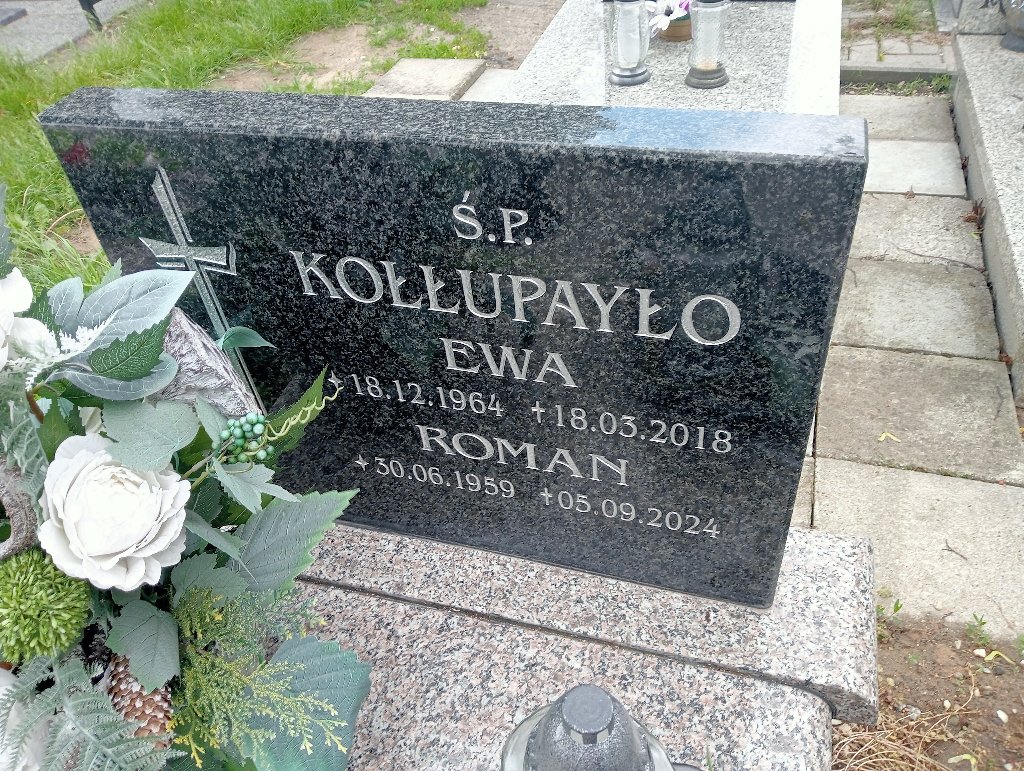 Ś.P.
KOŁŁUPAYŁO
EWA
18.12.1964 ✝18.03.2018
ROMAN
30.06.1959 ✝05.09.2024